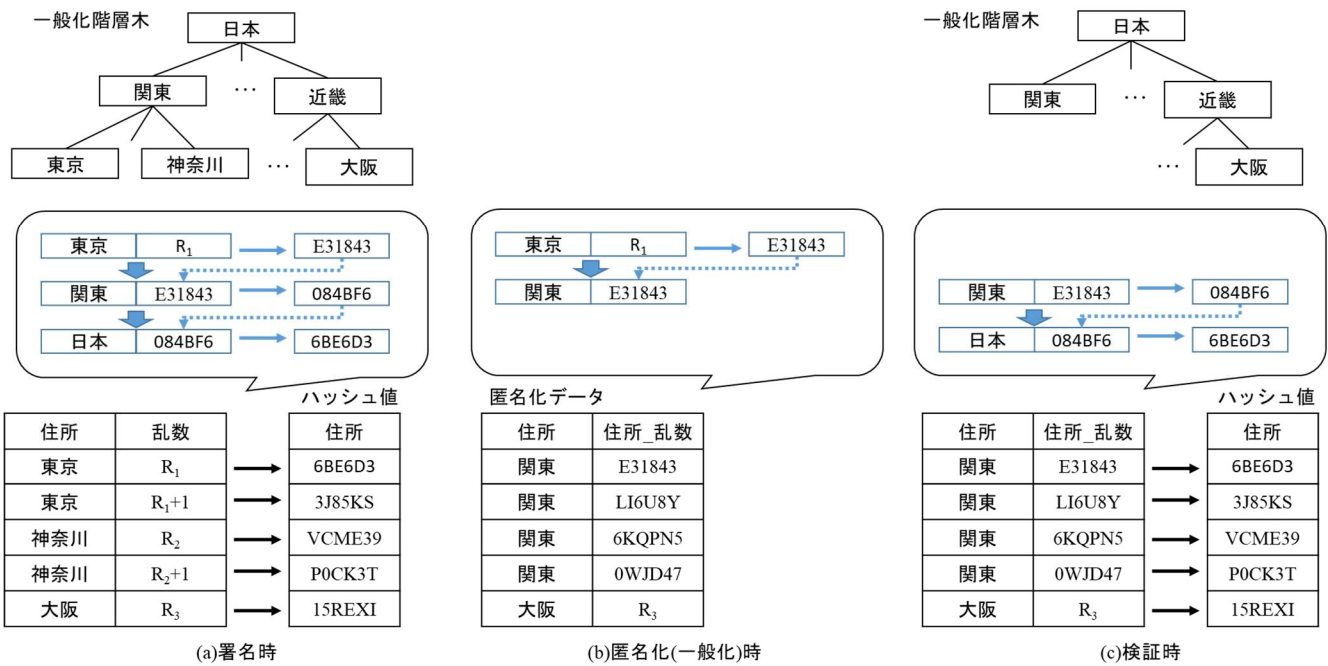 一般化階層木
日本
関東
…
近畿
東京
神奈川
…
大阪
東京 R1 E31843
関東 E31843 084BF6
日本 084BF6 6BE6D3
ハッシュ値
住所 乱数 住所
東京 R1 6BE6D3
東京 R1+1 3J85KS
神奈川 R2 VCME39
神奈川 R2+1 P0CK3T
大阪 R3 15REXI
(a)署名時
東京 R1 E31843
関東 E31843
匿名化データ
住所 住所_乱数
関東 E31843
関東 LI6U8Y
関東 6KQPN5
関東 0WJD47
大阪 R3
(b)匿名化(一般化)時
一般化階層木
日本
関東
…
近畿
…
大阪
関東 E31843 084BF6
日本 084BF6 6BE6D3
ハッシュ値
住所 住所_乱数 住所
関東 E31843 6BE6D3
関東 LI6U8Y 3J85KS
関東 6KQPN5 VCME39
関東 0WJD47 P0CK3T
大阪 R3 15REXI
(c)検証時